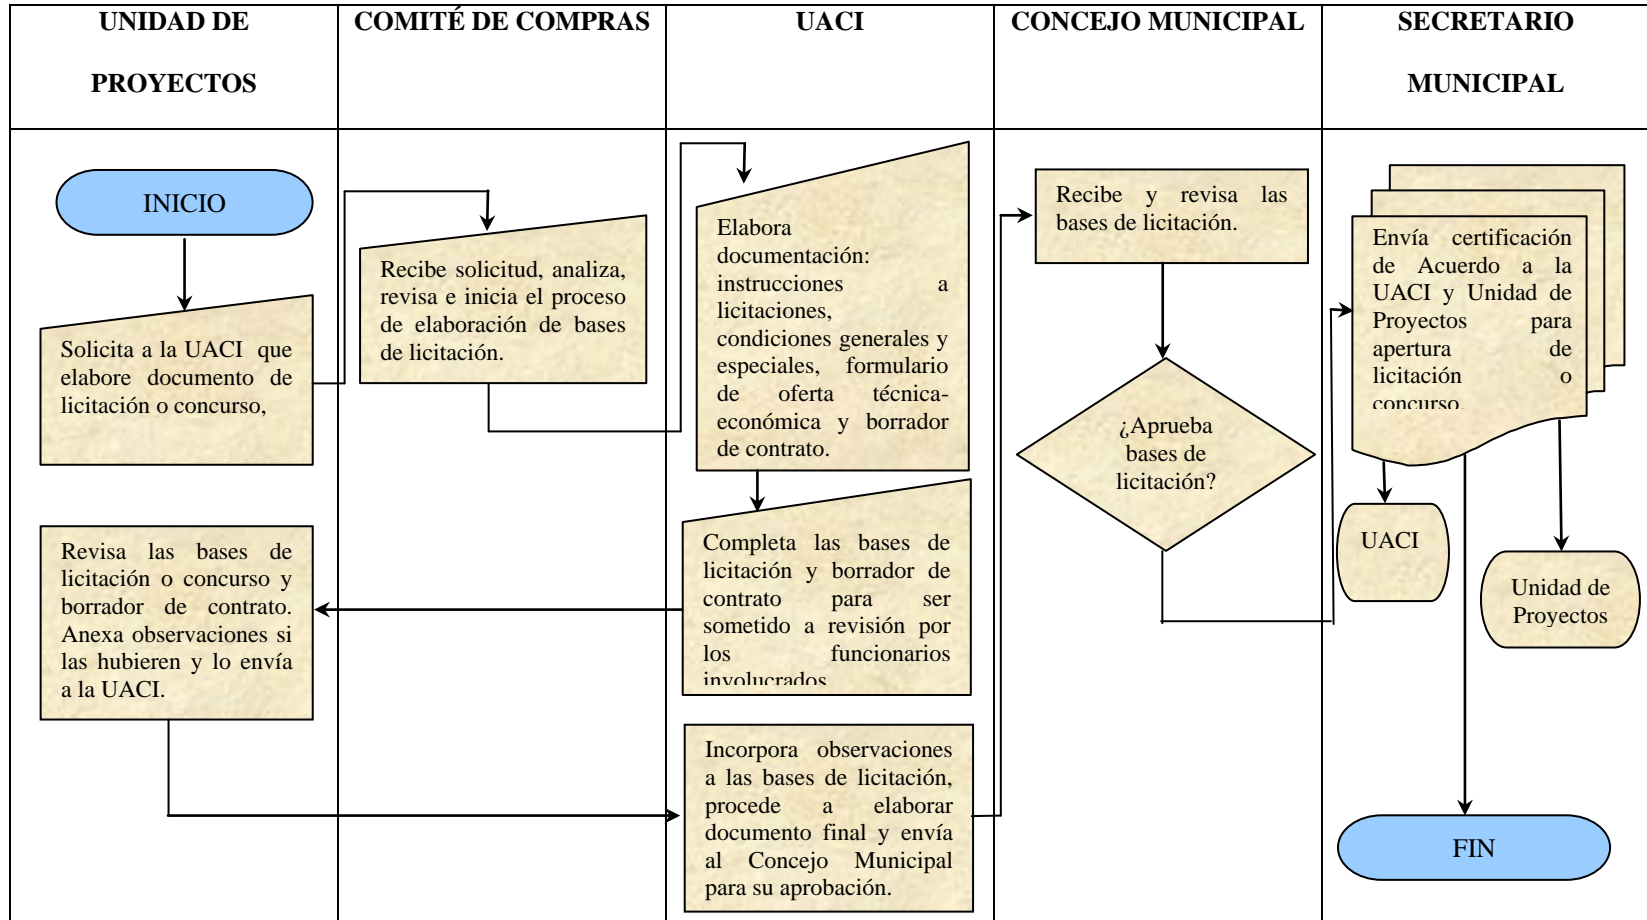 UNIDAD DE
PROYECTOS
COMITÉ DE COMPRAS
UACI
CONCEJO MUNICIPAL
SECRETARIO
MUNICIPAL
INICIO
Solicita a la UACI que
elabore documento de
licitación o concurso,
Revisa las bases de
licitación o concurso y
borrador de contrato.
Anexa observaciones si
las hubieren y lo envía
a la UACI.
Recibe solicitud, analiza,
revisa e inicia el proceso
de elaboración de bases
de licitación.
Elabora
documentación:
instrucciones a
licitaciones,
condiciones generales y
especiales, formulario
de oferta técnica-
económica y borrador
de contrato.
Completa las bases de
licitación y borrador de
contrato para ser
sometido a revisión por
los funcionarios
involucrados
Incorpora observaciones
a las bases de licitación,
procede a elaborar
documento final y envía
al Concejo Municipal
para su aprobación.
Recibe y revisa las
bases de licitación.
¿Aprueba
bases de
licitación?
Envía certificación
de Acuerdo a la
UACI y Unidad de
Proyectos para
apertura de
licitación o
concurso.
UACI
Unidad de
Proyectos
FIN